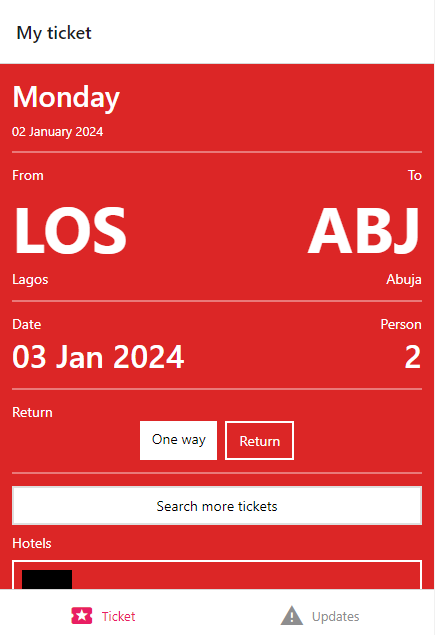 My ticket
Monday
02 January 2024
From To
LOS ABJ
Lagos Abuja
Date Person
03 Jan 2024 2
Return
One way Return
Search more tickets
Hotels
Ticket Updates